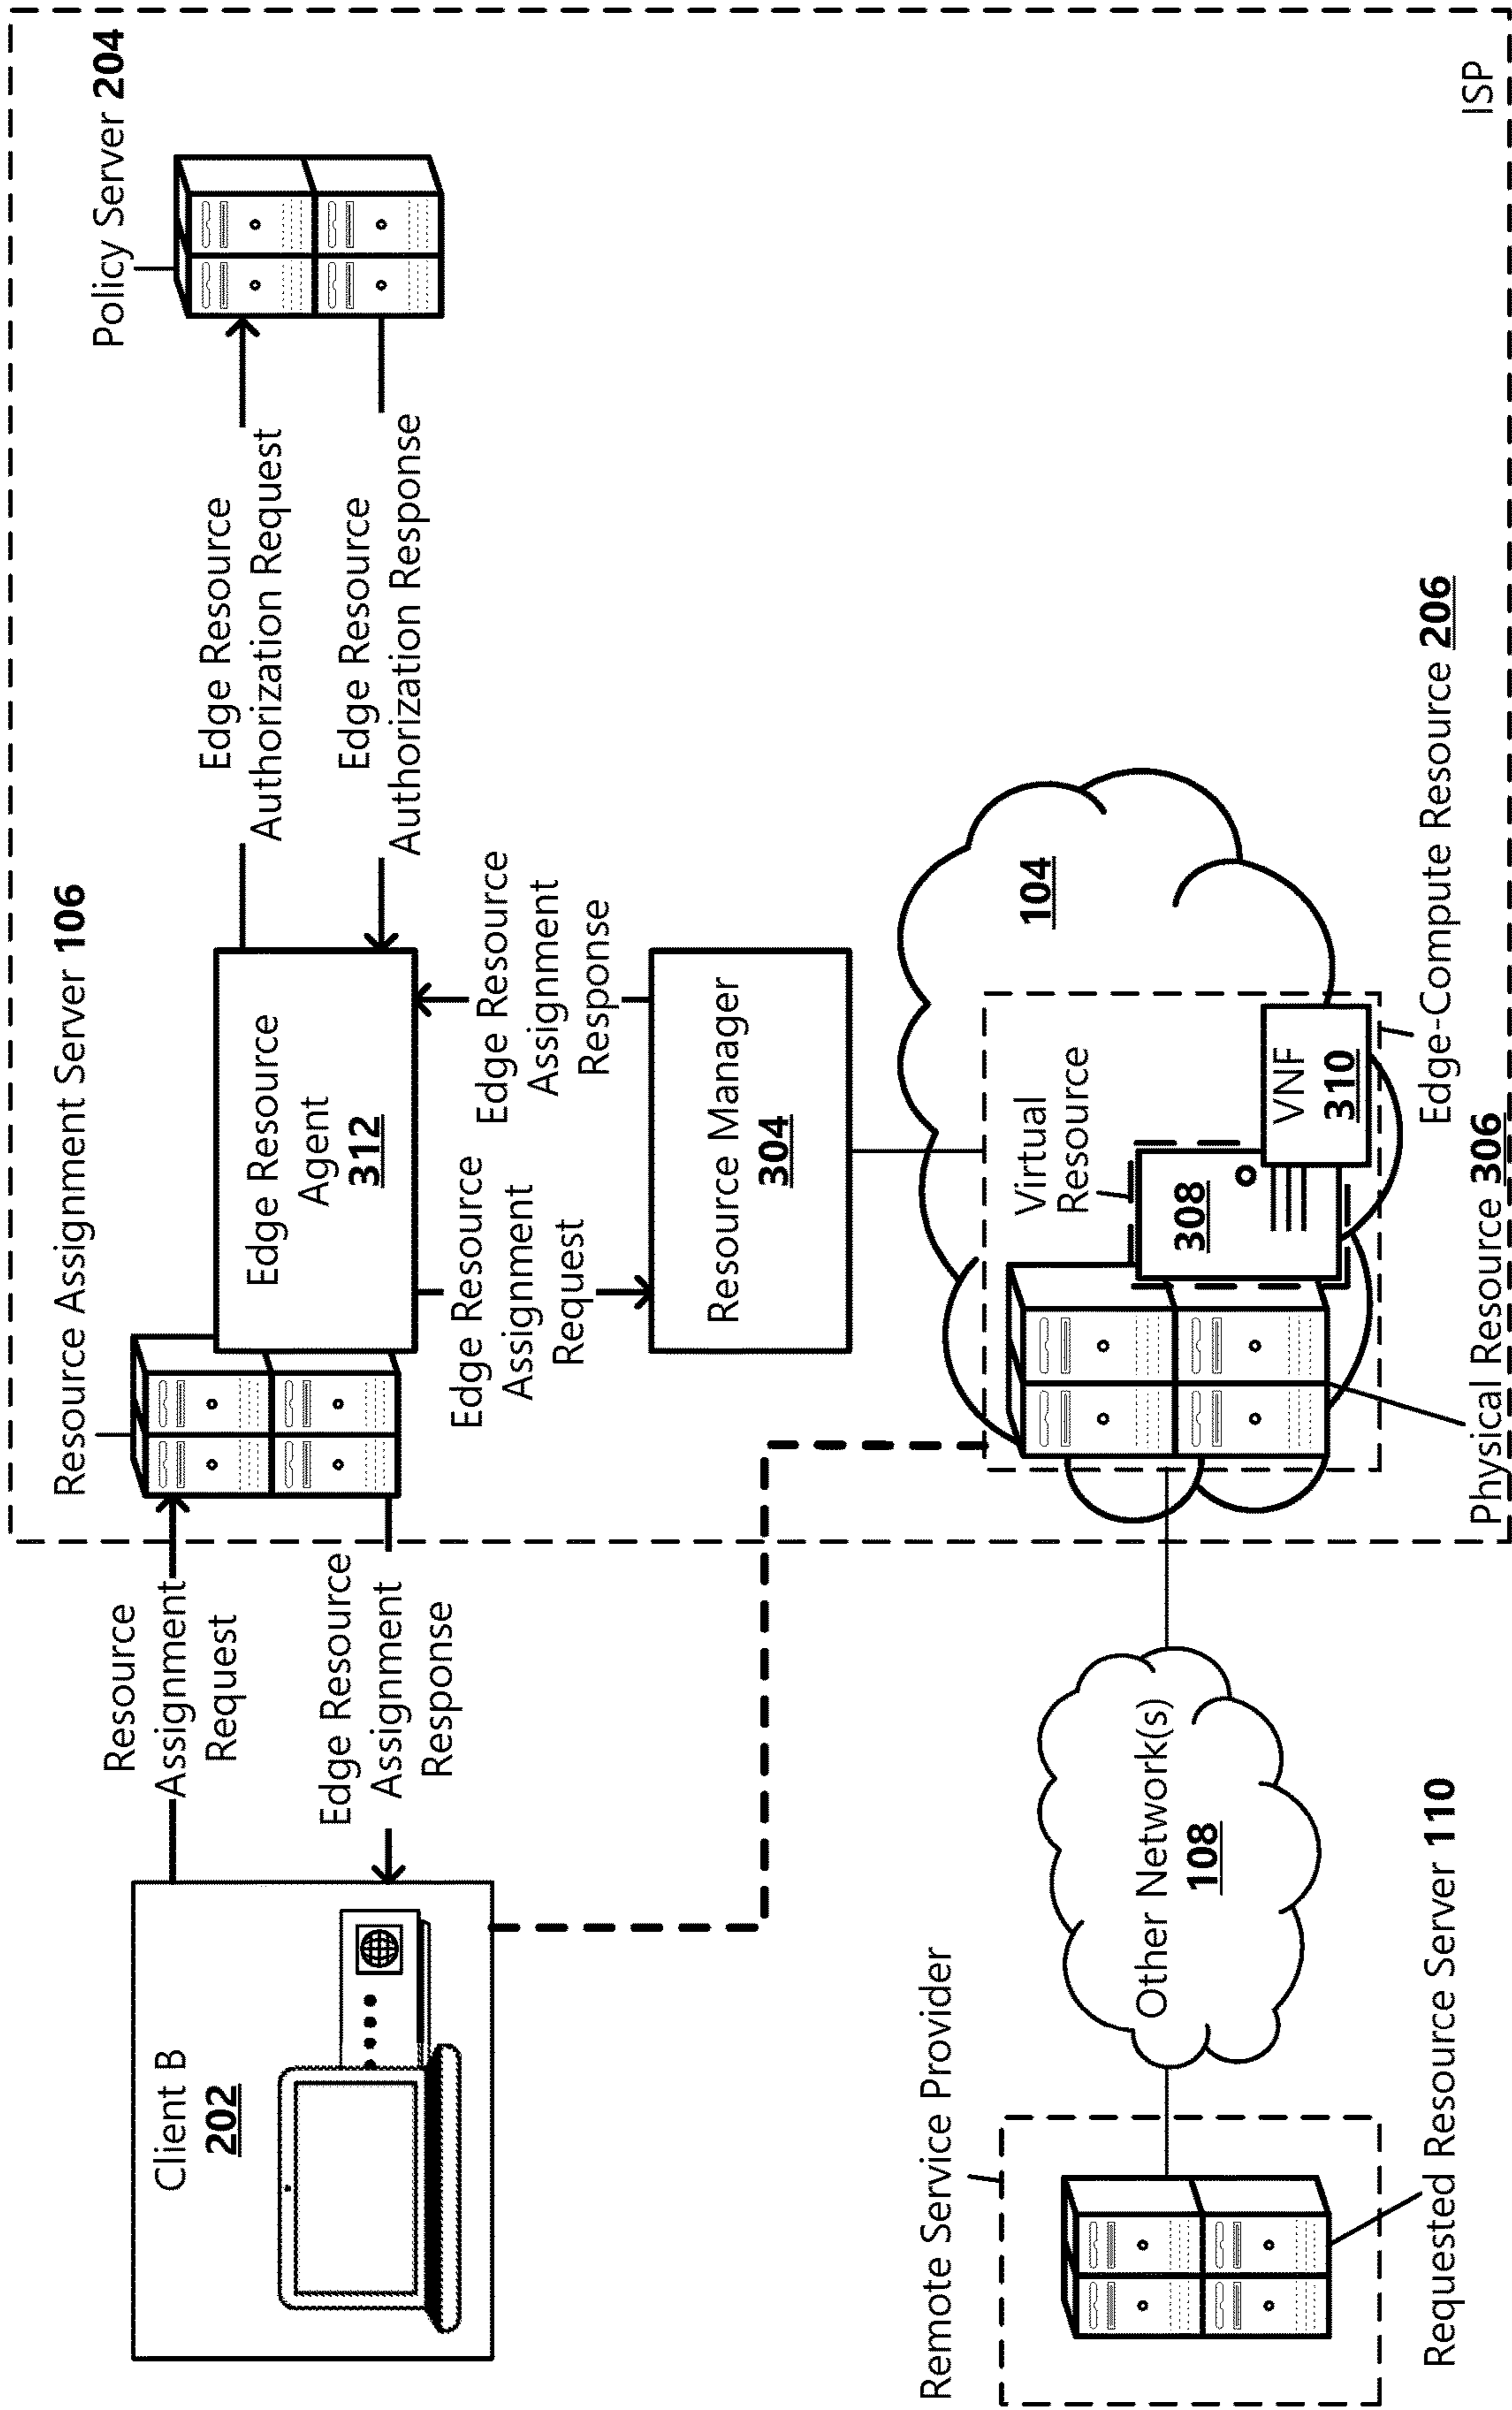 Resource Assignment Server 106
Policy Server 204
Client B
202
Resource
Assignment
Request
Edge Resource
Assignment
Response
Edge Resource
Agent
312
Edge Resource
Authorization Request
Edge Resource
Authorization Response
Edge Resource
Assignment
Request
Edge Resource
Assignment
Response
Resource Manager
304
Remote Service Provider
Other Network(s)
108
Virtual
Resource
104
308
VNF
310
Requested Resource Server 110
Physical Resource 306
Edge-Compute Resource 206
ISP